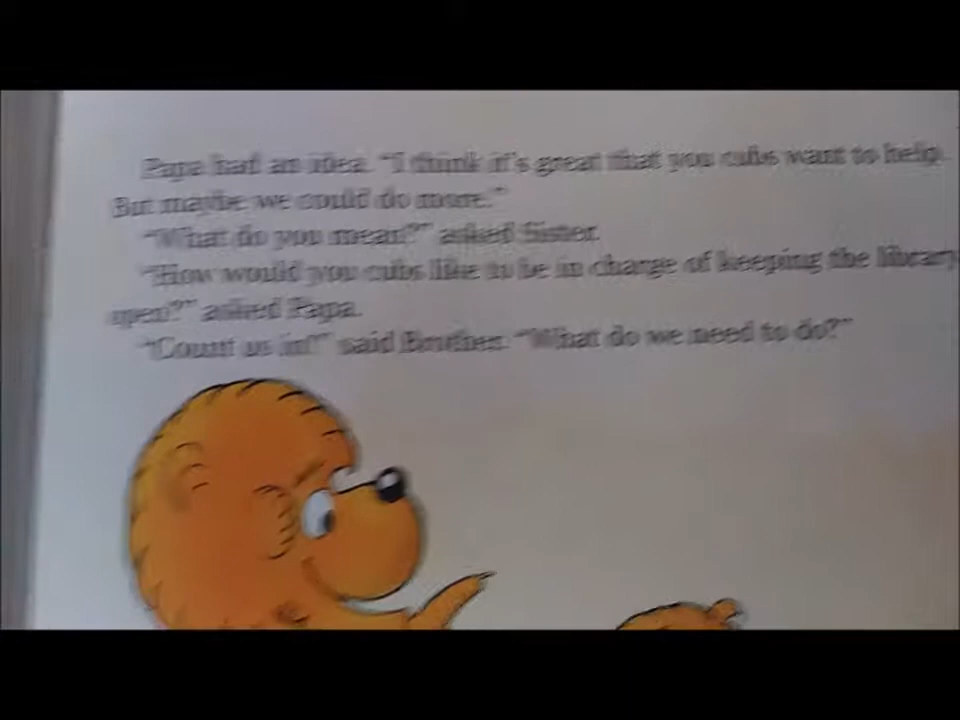 Papa had an idea. “I think it's great that you cubs want to help.
But maybe we could do more.”
“What do you mean?” asked Sister.
“How would you cubs like to be in charge of keeping the library
open?” asked Papa.
“Count us in!” said Brother. “What do we need to do?”